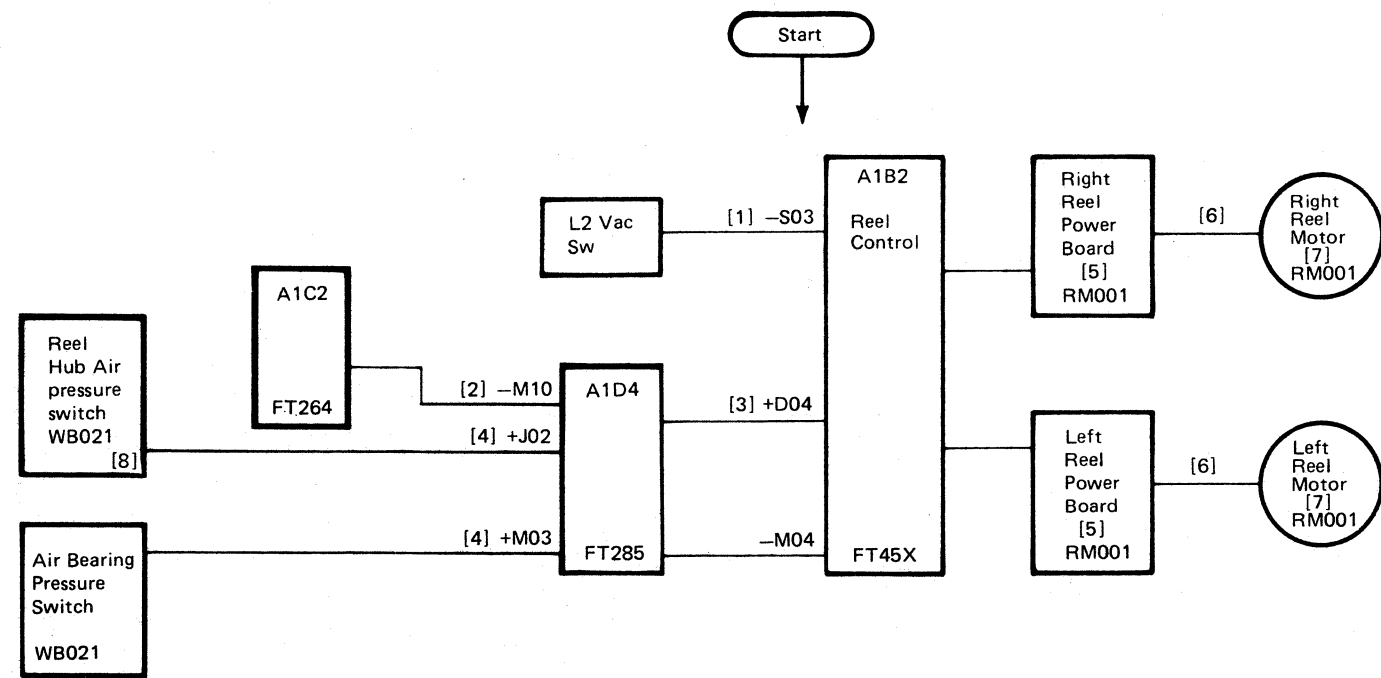 Start
A1B2
Reel
Control
FT45X
Right
Reel
Power
Board
[5]
RM001
[6]
Right
Reel
Motor
[7]
RM001
L2 Vac
Sw
[1] −S03
A1C2
FT264
Reel
Hub Air
pressure
switch
WB021
[8]
[2] −M10
[4] +J02
[4] +M03
A1D4
FT285
[3] +D04
−M04
Left
Reel
Power
Board
[5]
RM001
[6]
Left
Reel
Motor
[7]
RM001
Air Bearing
Pressure
Switch
WB021